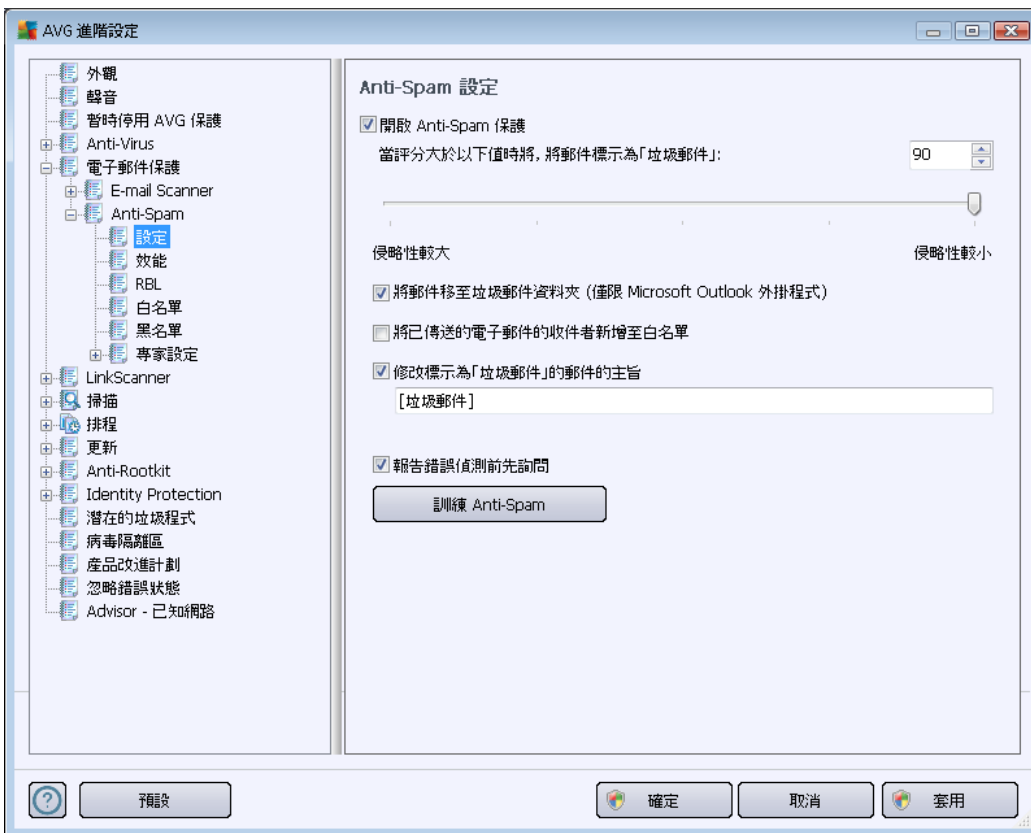 AVG 進階設定
外觀
聲音
暫時停用 AVG 保護
Anti-Virus
電子郵件保護
E-mail Scanner
Anti-Spam
設定
效能
RBL
白名單
黑名單
專家設定
LinkScanner
掃描
排程
更新
Anti-Rootkit
Identity Protection
潛在的垃圾程式
病毒隔離區
產品改進計劃
忽略錯誤狀態
Advisor - 已知網路
Anti-Spam 設定
開啟 Anti-Spam 保護
當評分大於以下值時將, 將郵件標示為「垃圾郵件」:
90
侵略性較大
侵略性較小
將郵件移至垃圾郵件資料夾 (僅限 Microsoft Outlook 外掛程式)
將已傳送的電子郵件的收件者新增至白名單
修改標示為「垃圾郵件」的郵件的主旨
[垃圾郵件]
報告錯誤偵測前先詢問
訓練 Anti-Spam
預設
確定
取消
套用